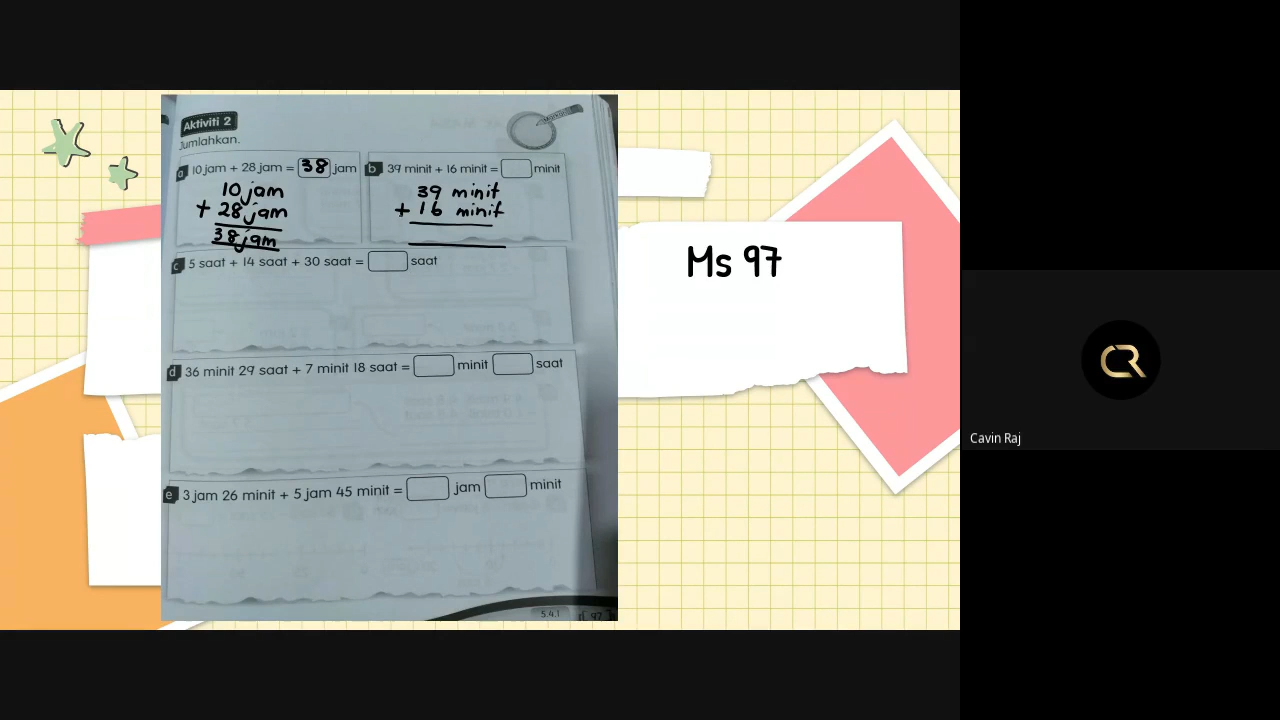 Aktiviti 2
Jumlahkan.
a 10 jam + 28 jam = 38 jam
10 jam
+ 28 jam
38 jam
b 39 minit + 16 minit = minit
39 minit
+ 16 minit
c 5 saat + 14 saat + 30 saat = saat
d 36 minit 29 saat + 7 minit 18 saat = minit saat
e 3 jam 26 minit + 5 jam 45 minit = jam minit
5.4.1
97
Ms 97
CR
Cavin Raj